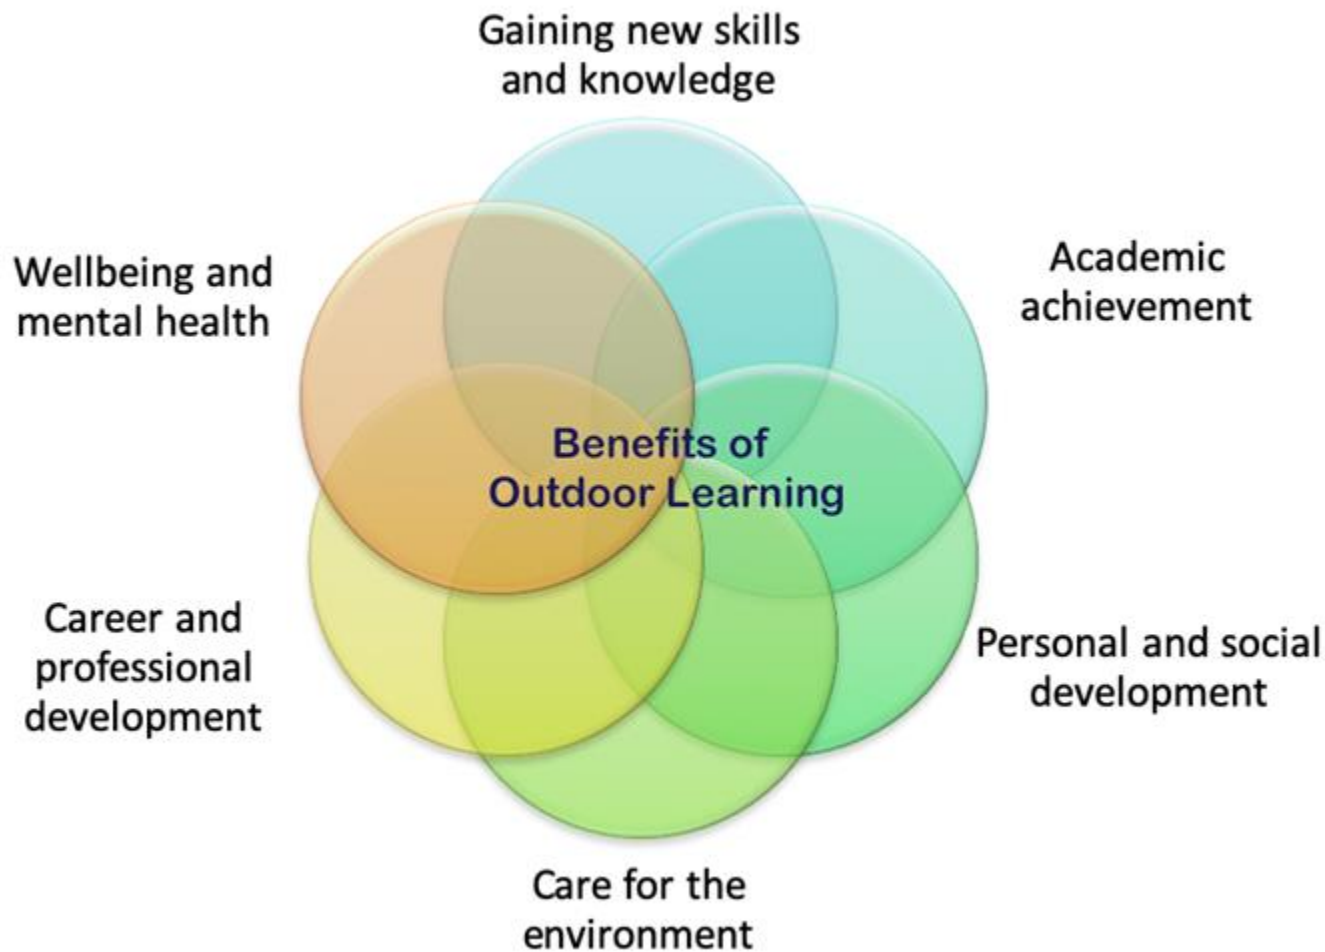 Gaining new skills
and knowledge
Academic
achievement
Wellbeing and
mental health
Benefits of
Outdoor Learning
Personal and social
development
Career and
professional
development
Care for the
environment